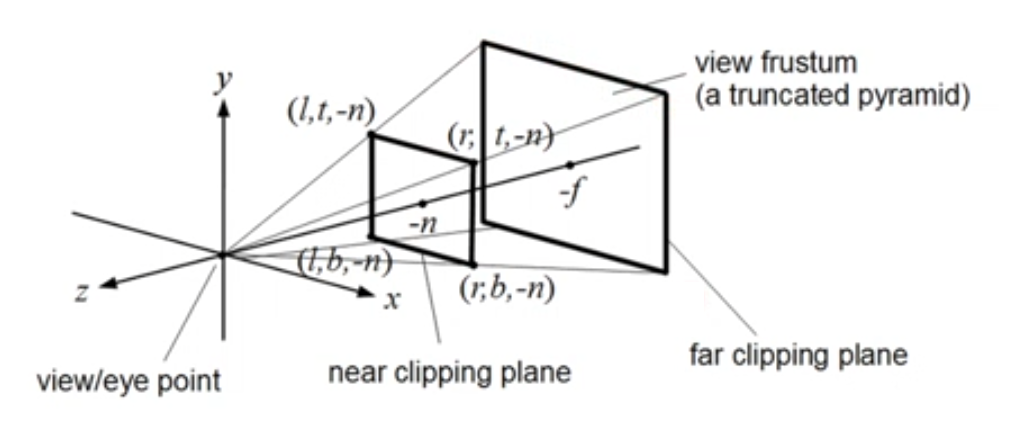 view frustum
(a truncated pyramid)
y
(l,t,-n)
(r, t,-n)
-f
-n
(l,b,-n)
z
x
(r,b,-n)
far clipping plane
near clipping plane
view/eye point